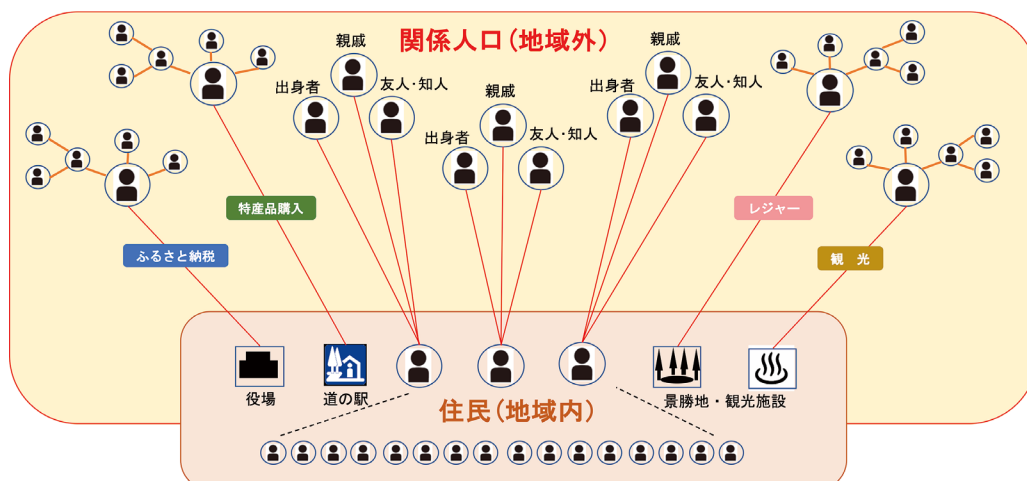 関係人口（地域外）
親戚
出身者
友人・知人
親戚
出身者
友人・知人
親戚
出身者
友人・知人
特産品購入
レジャー
ふるさと納税
観　光
役場
道の駅
景勝地・観光施設
住民（地域内）